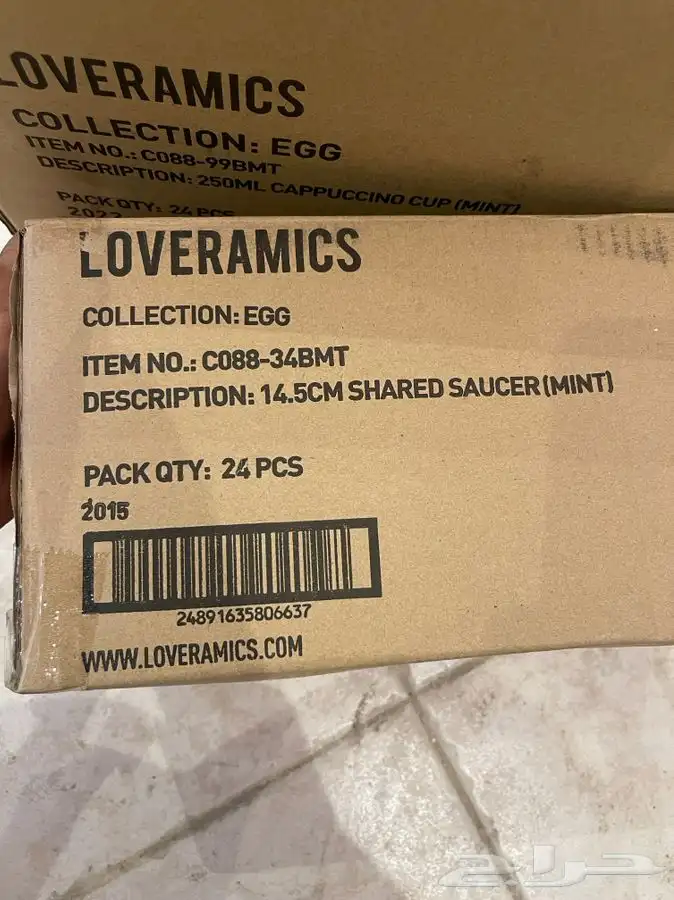 LOVERAMICS
COLLECTION: EGG
ITEM NO.: C088-99BMT
DESCRIPTION: 250ML CAPPUCCINO CUP (MINT)
PACK QTY: 24 PCS
2022
LOVERAMICS
COLLECTION: EGG
ITEM NO.: C088-34BMT
DESCRIPTION: 14.5CM SHARED SAUCER (MINT)
PACK QTY: 24 PCS
2015
24891635806637
WWW.LOVERAMICS.COM
حراج